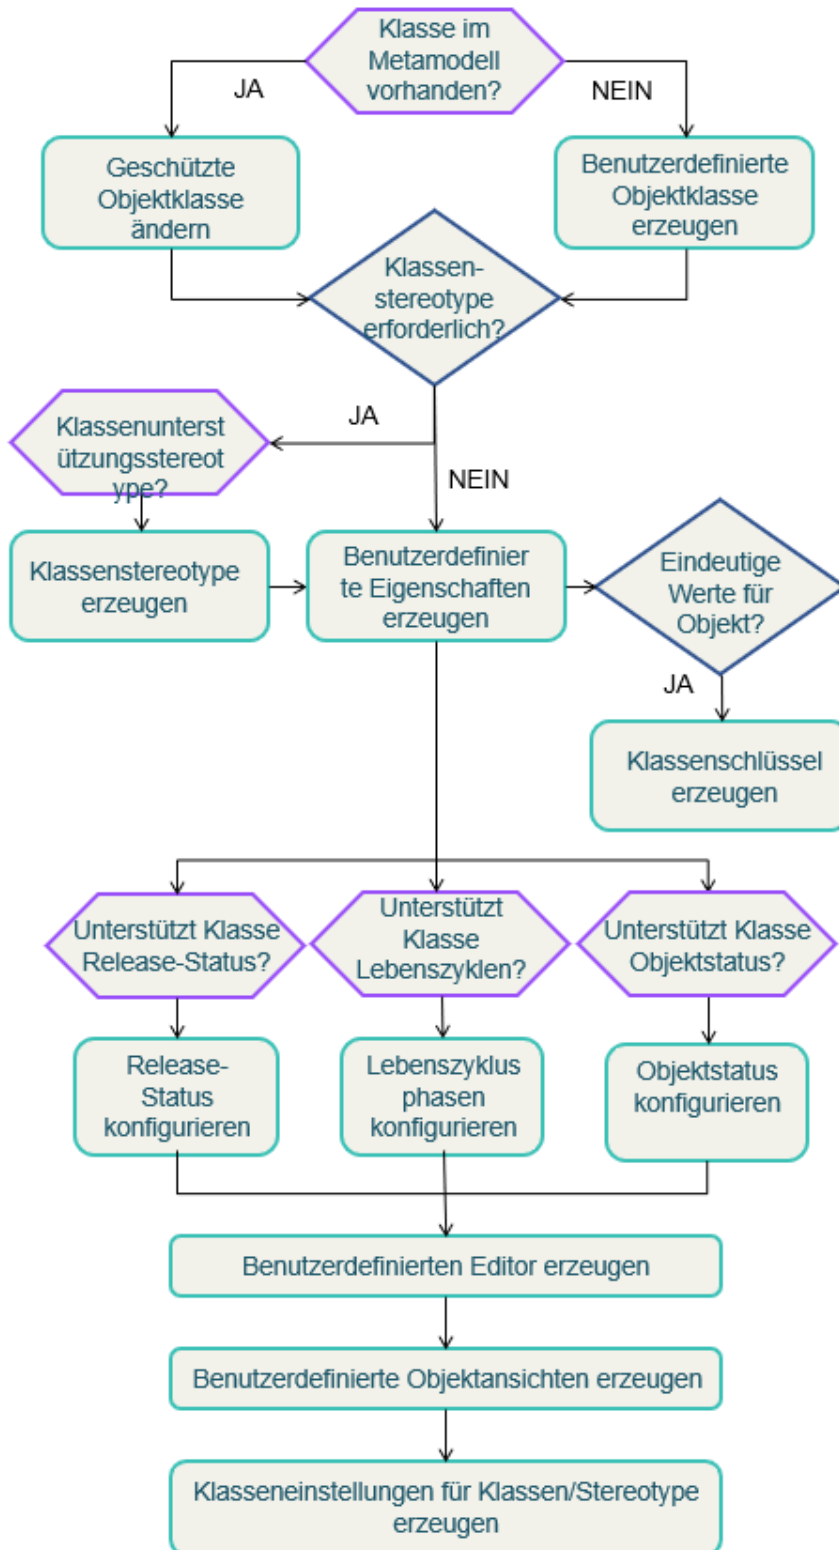 Klasse im
Metamodell
vorhanden?
JA
NEIN
Geschützte
Objektklasse
ändern
Benutzerdefinierte
Objektklasse
erzeugen
Klassen-
stereotype
erforderlich?
JA
Klassenunterst
ützungsstereot
ype?
NEIN
Klassenstereotype
erzeugen
Benutzerdefinier
te Eigenschaften
erzeugen
Eindeutige
Werte für
Objekt?
JA
Klassenschlüssel
erzeugen
Unterstützt Klasse
Release-Status?
Unterstützt
Klasse
Lebenszyklen?
Unterstützt Klasse
Objektstatus?
Release-
Status
konfigurieren
Lebenszyklus
phasen
konfigurieren
Objektstatus
konfigurieren
Benutzerdefinierten Editor erzeugen
Benutzerdefinierte Objektansichten erzeugen
Klasseneinstellungen für Klassen/Stereotype
erzeugen